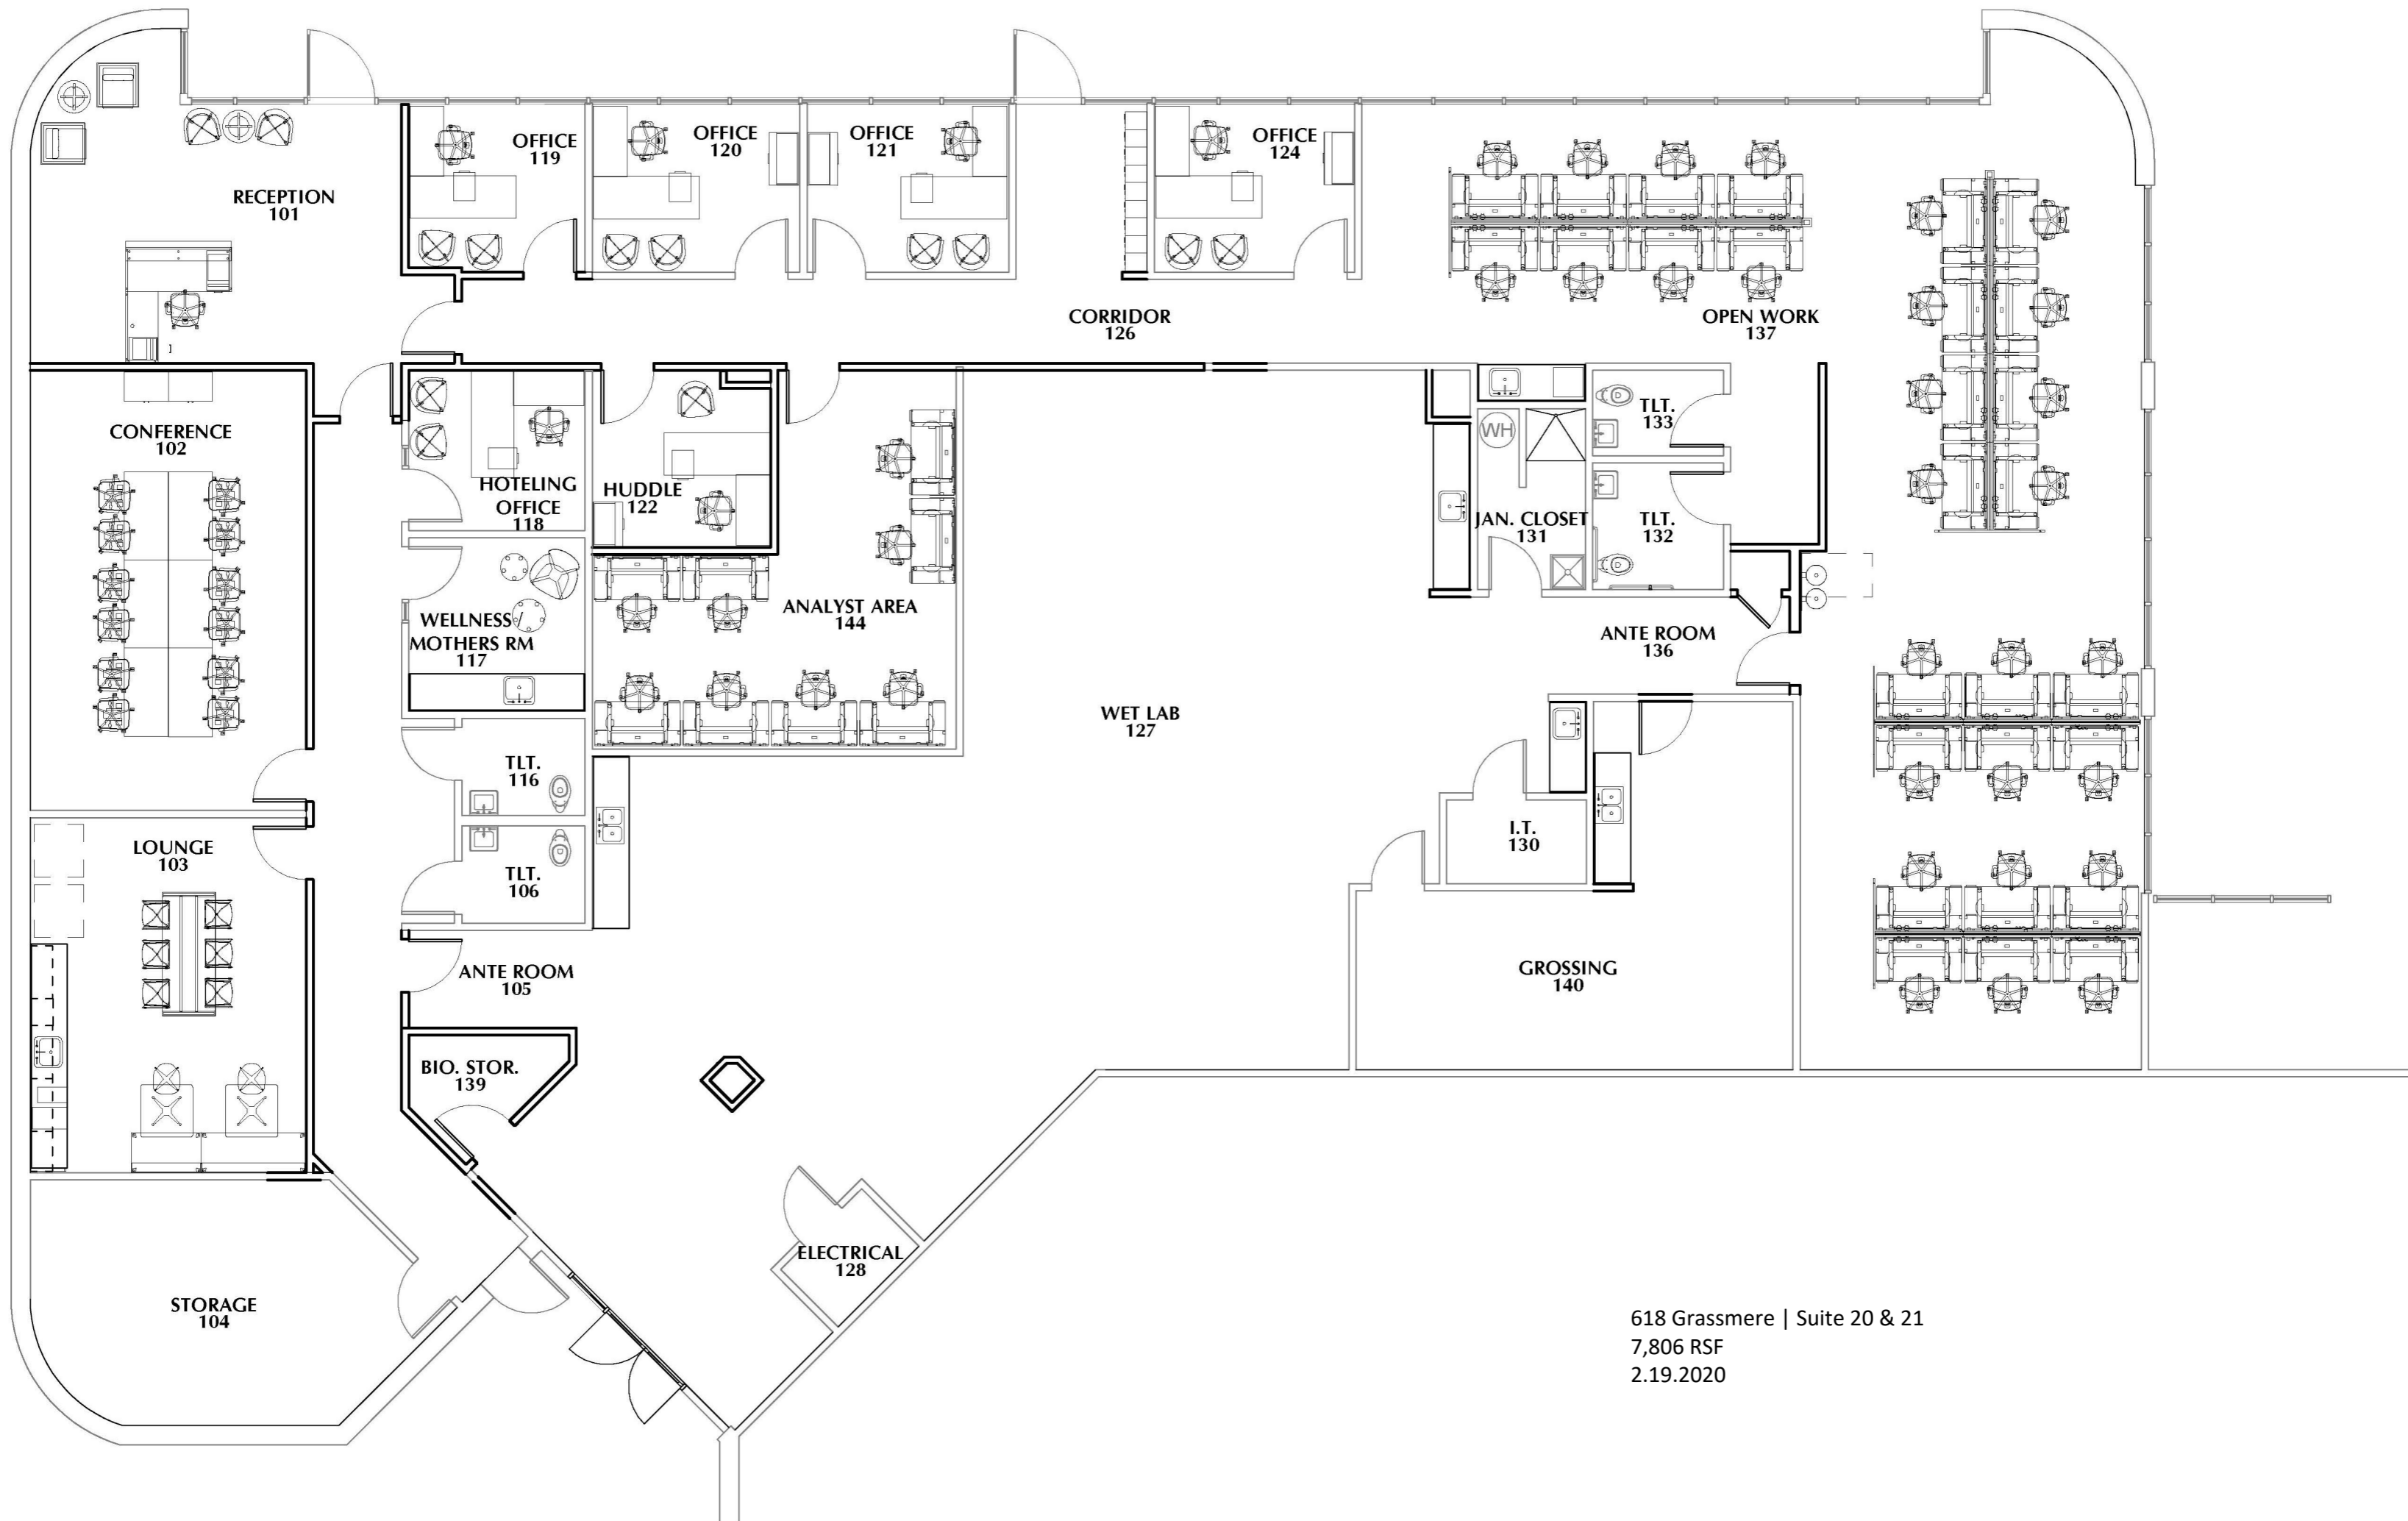 OFFICE
119
OFFICE
120
OFFICE
121
OFFICE
124
RECEPTION
101
CORRIDOR
126
OPEN WORK
137
CONFERENCE
102
HOTELING
OFFICE
118
HUDDLE
122
TLT.
133
WH
JAN. CLOSET
131
TLT.
132
WELLNESS /
MOTHERS RM
117
ANALYST AREA
144
ANTE ROOM
136
WET LAB
127
TLT.
116
I.T.
130
LOUNGE
103
TLT.
106
ANTE ROOM
105
GROSSING
140
BIO. STOR.
139
ELECTRICAL
128
STORAGE
104
618 Grassmere | Suite 20 & 21
7,806 RSF
2.19.2020